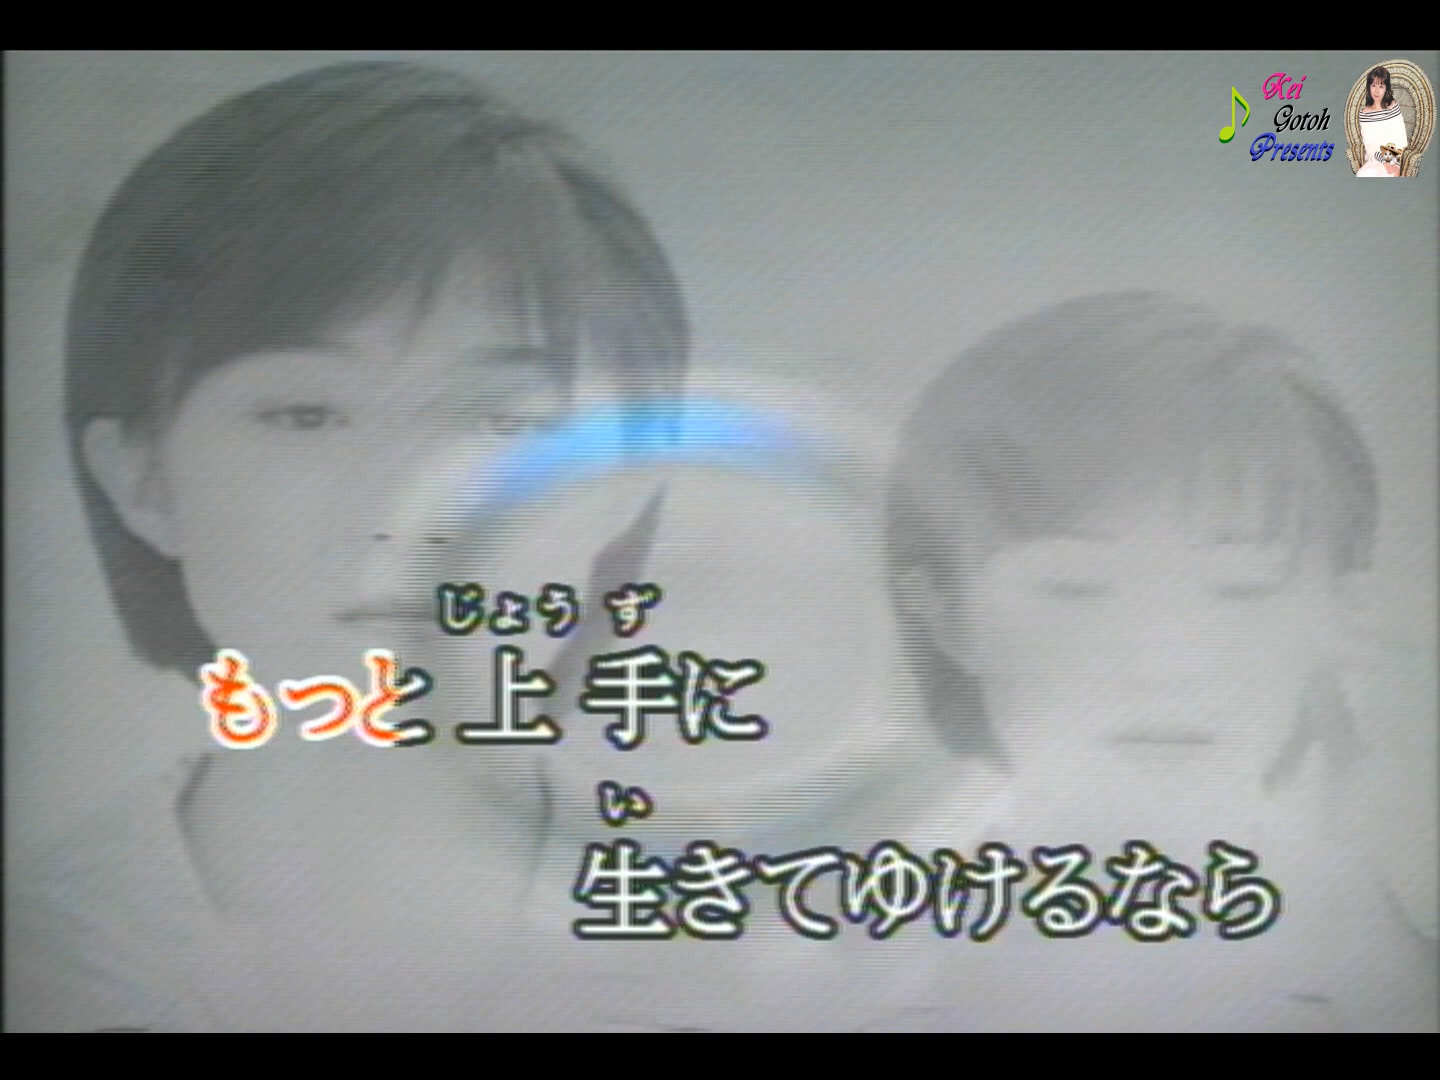 Kei
Gotoh
Presents
じょうず
もっと上手に
い
生きてゆけるなら